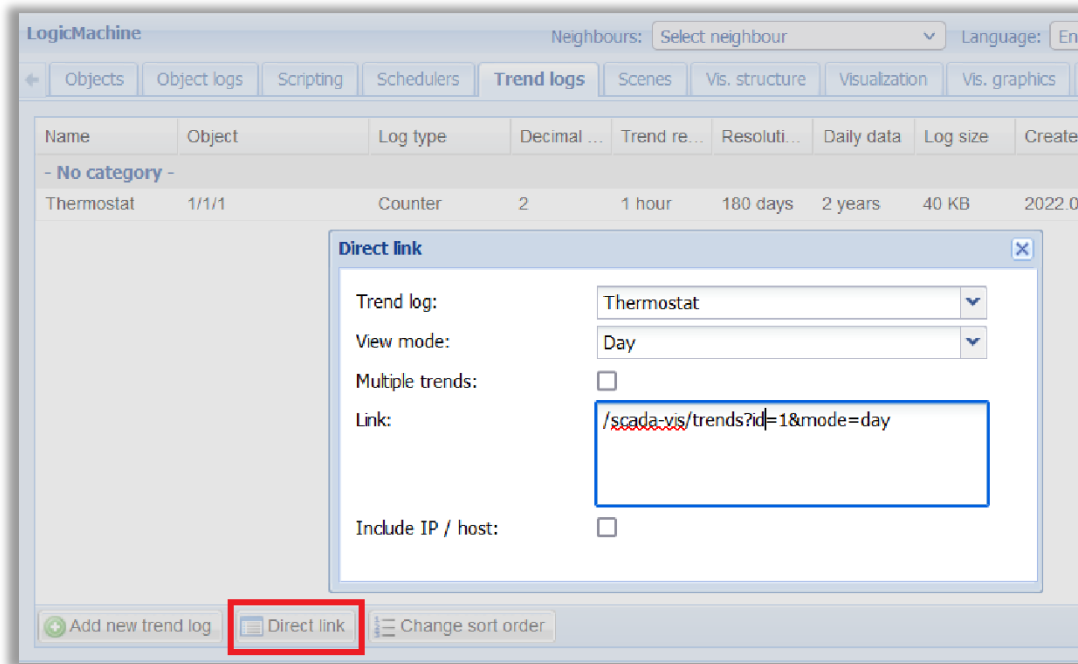 LogicMachine Neighbours: Select neighbour Language: En
Objects Object logs Scripting Schedulers Trend logs Scenes Vis. structure Visualization Vis. graphics
Name Object Log type Decimal ... Trend re... Resoluti... Daily data Log size Create
- No category -
Thermostat 1/1/1 Counter 2 1 hour 180 days 2 years 40 KB 2022.0
Direct link
Trend log: Thermostat
View mode: Day
Multiple trends:
Link: /scada-vis/trends?id=1&mode=day
Include IP / host:
Add new trend log Direct link Change sort order